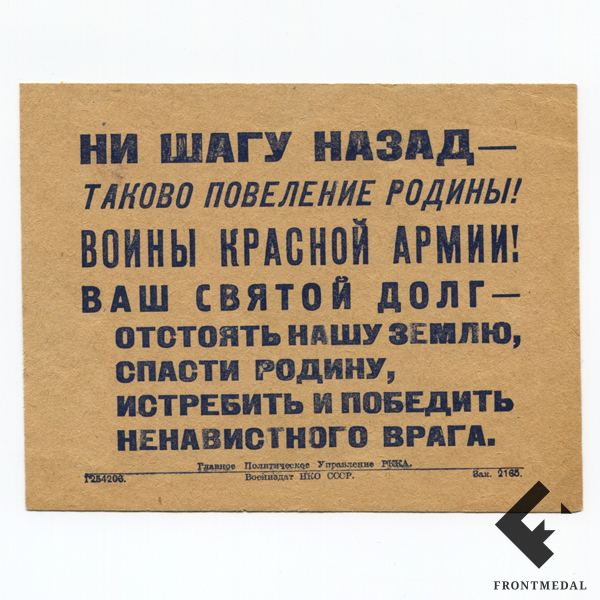 НИ ШАГУ НАЗАД—
ТАКОВО ПОВЕЛЕНИЕ РОДИНЫ!
ВОИНЫ КРАСНОЙ АРМИИ!
ВАШ СВЯТОЙ ДОЛГ—
ОТСТОЯТЬ НАШУ ЗЕМЛЮ,
СПАСТИ РОДИНУ,
ИСТРЕБИТЬ И ПОБЕДИТЬ
НЕНАВИСТНОГО ВРАГА.
Главное Политическое Управление РККА.
Г254206. Воениздат НКО СССР. Зак. 2165.
FRONTMEDAL